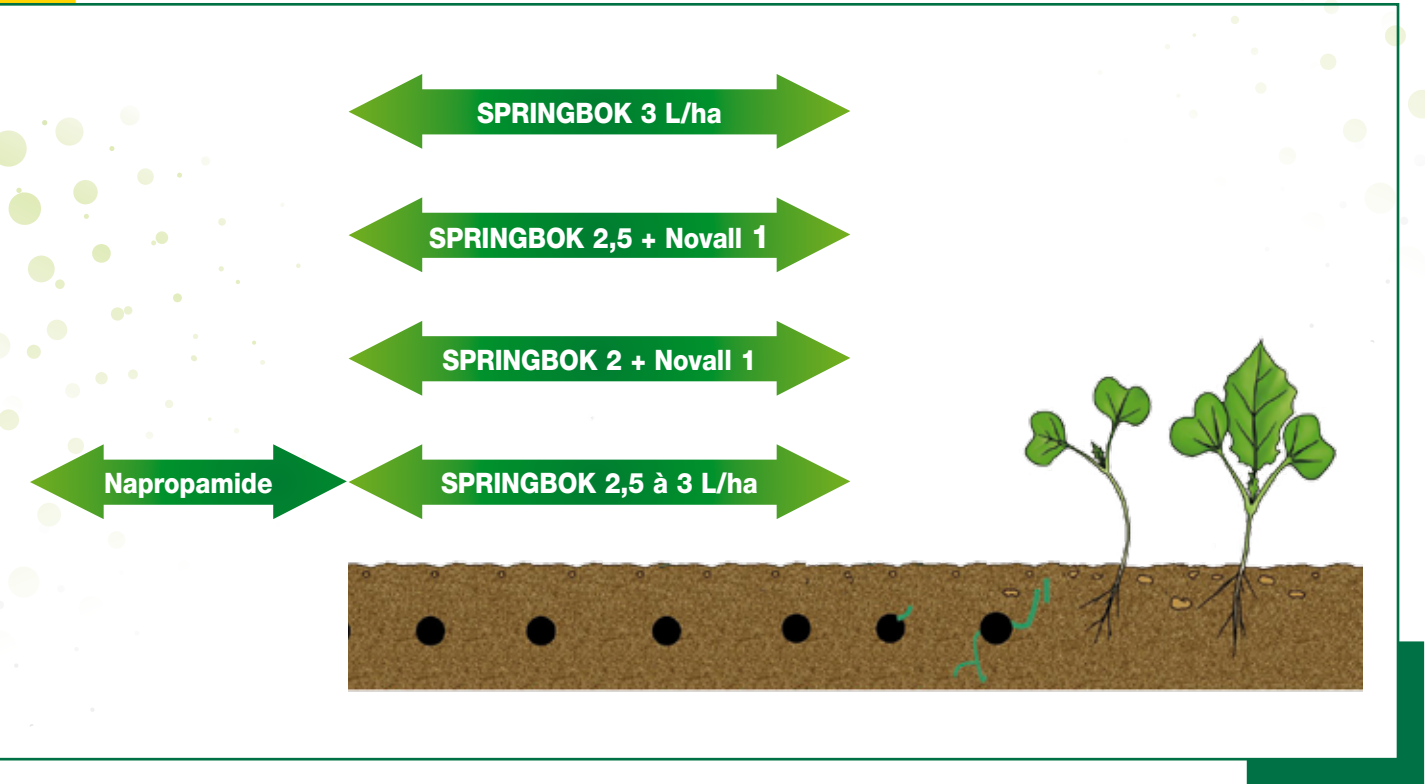 SPRINGBOK 3 L/ha
SPRINGBOK 2,5 + Novall 1
SPRINGBOK 2 + Novall 1
Napropamide
SPRINGBOK 2,5 à 3 L/ha